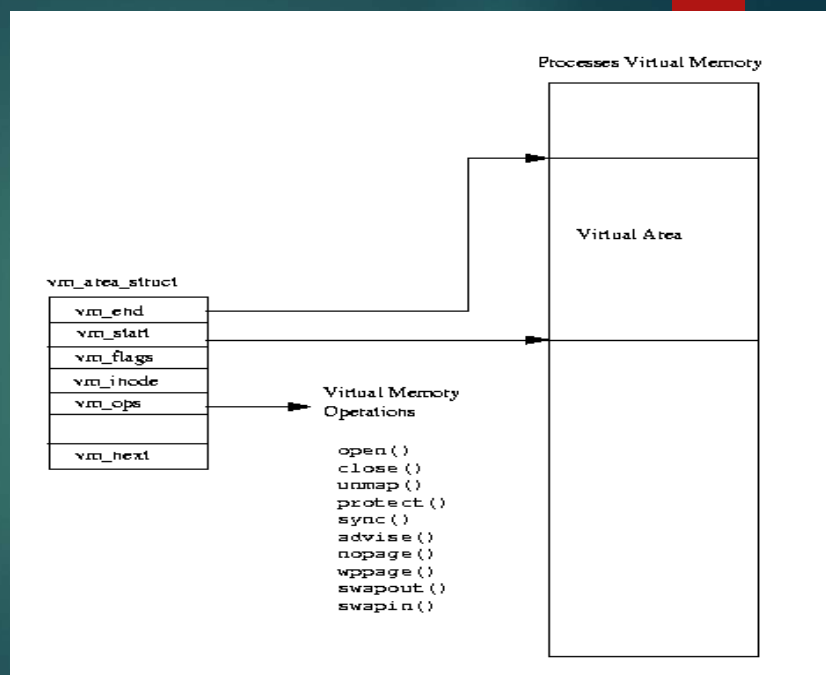 Processes Virtual Memory
Virtual Area
vm_area_struct
vm_end
vm_start
vm_flags
vm_inode
vm_ops
vm_next
Virtual Memory
Operations
open()
close()
unmap()
protect()
sync()
advise()
nopage()
wppage()
swapout()
swapin()